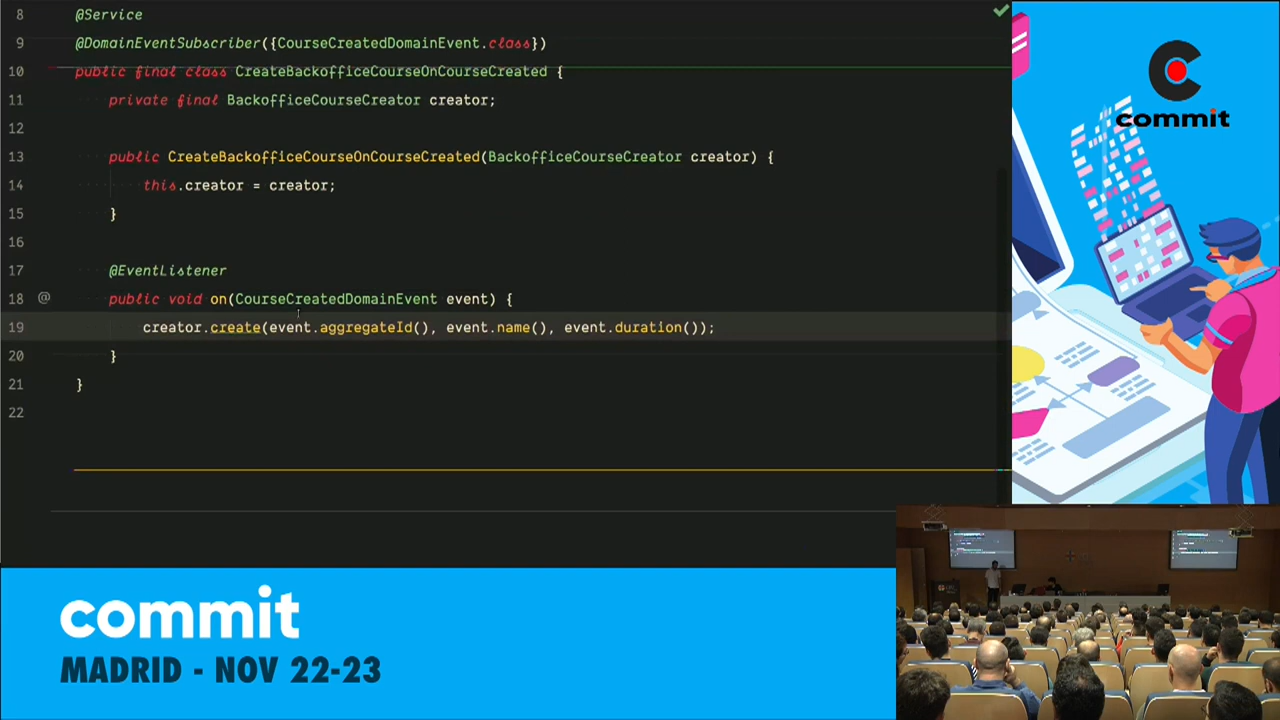 8 @Service
9 @DomainEventSubscriber({CourseCreatedDomainEvent.class})
10 public final class CreateBackofficeCourseOnCourseCreated {
11 private final BackofficeCourseCreator creator;
12
13 public CreateBackofficeCourseOnCourseCreated(BackofficeCourseCreator creator) {
14 this.creator = creator;
15 }
16
17 @EventListener
18 @ public void on(CourseCreatedDomainEvent event) {
19 creator.create(event.aggregateId(), event.name(), event.duration());
20 }
21 }
22
commit
commit
MADRID - NOV 22-23